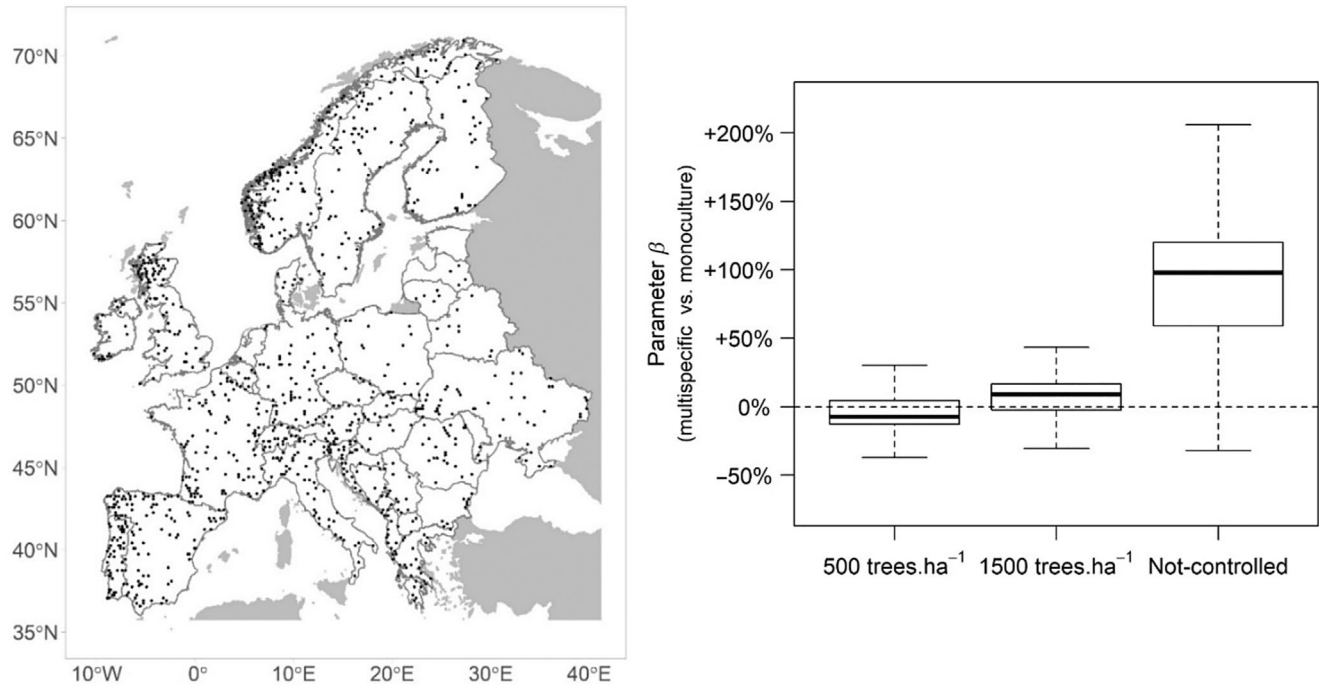 70°N
65°N
60°N
55°N
50°N
45°N
40°N
35°N
10°W 0° 10°E 20°E 30°E 40°E
Parameter β
(multispecific vs. monoculture)
+200%
+150%
+100%
+50%
0%
−50%
500 trees.ha⁻¹ 1500 trees.ha⁻¹ Not-controlled